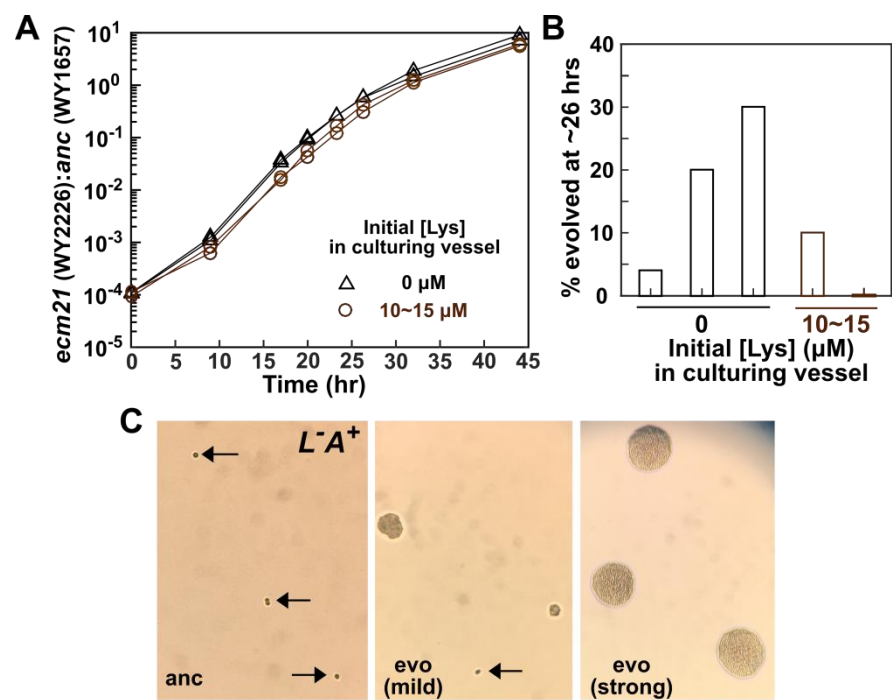 A
ecm21 (WY2226):anc (WY1657)
10^1
10^0
10^-1
10^-2
10^-3
10^-4
10^-5
0 5 10 15 20 25 30 35 40 45
Time (hr)
Initial [Lys]
in culturing vessel
0 µM
10~15 µM
B
% evolved at ~26 hrs
40
30
20
10
0
0 10~15
Initial [Lys] (µM)
in culturing vessel
C
L^-A^+
anc
evo
(mild)
evo
(strong)